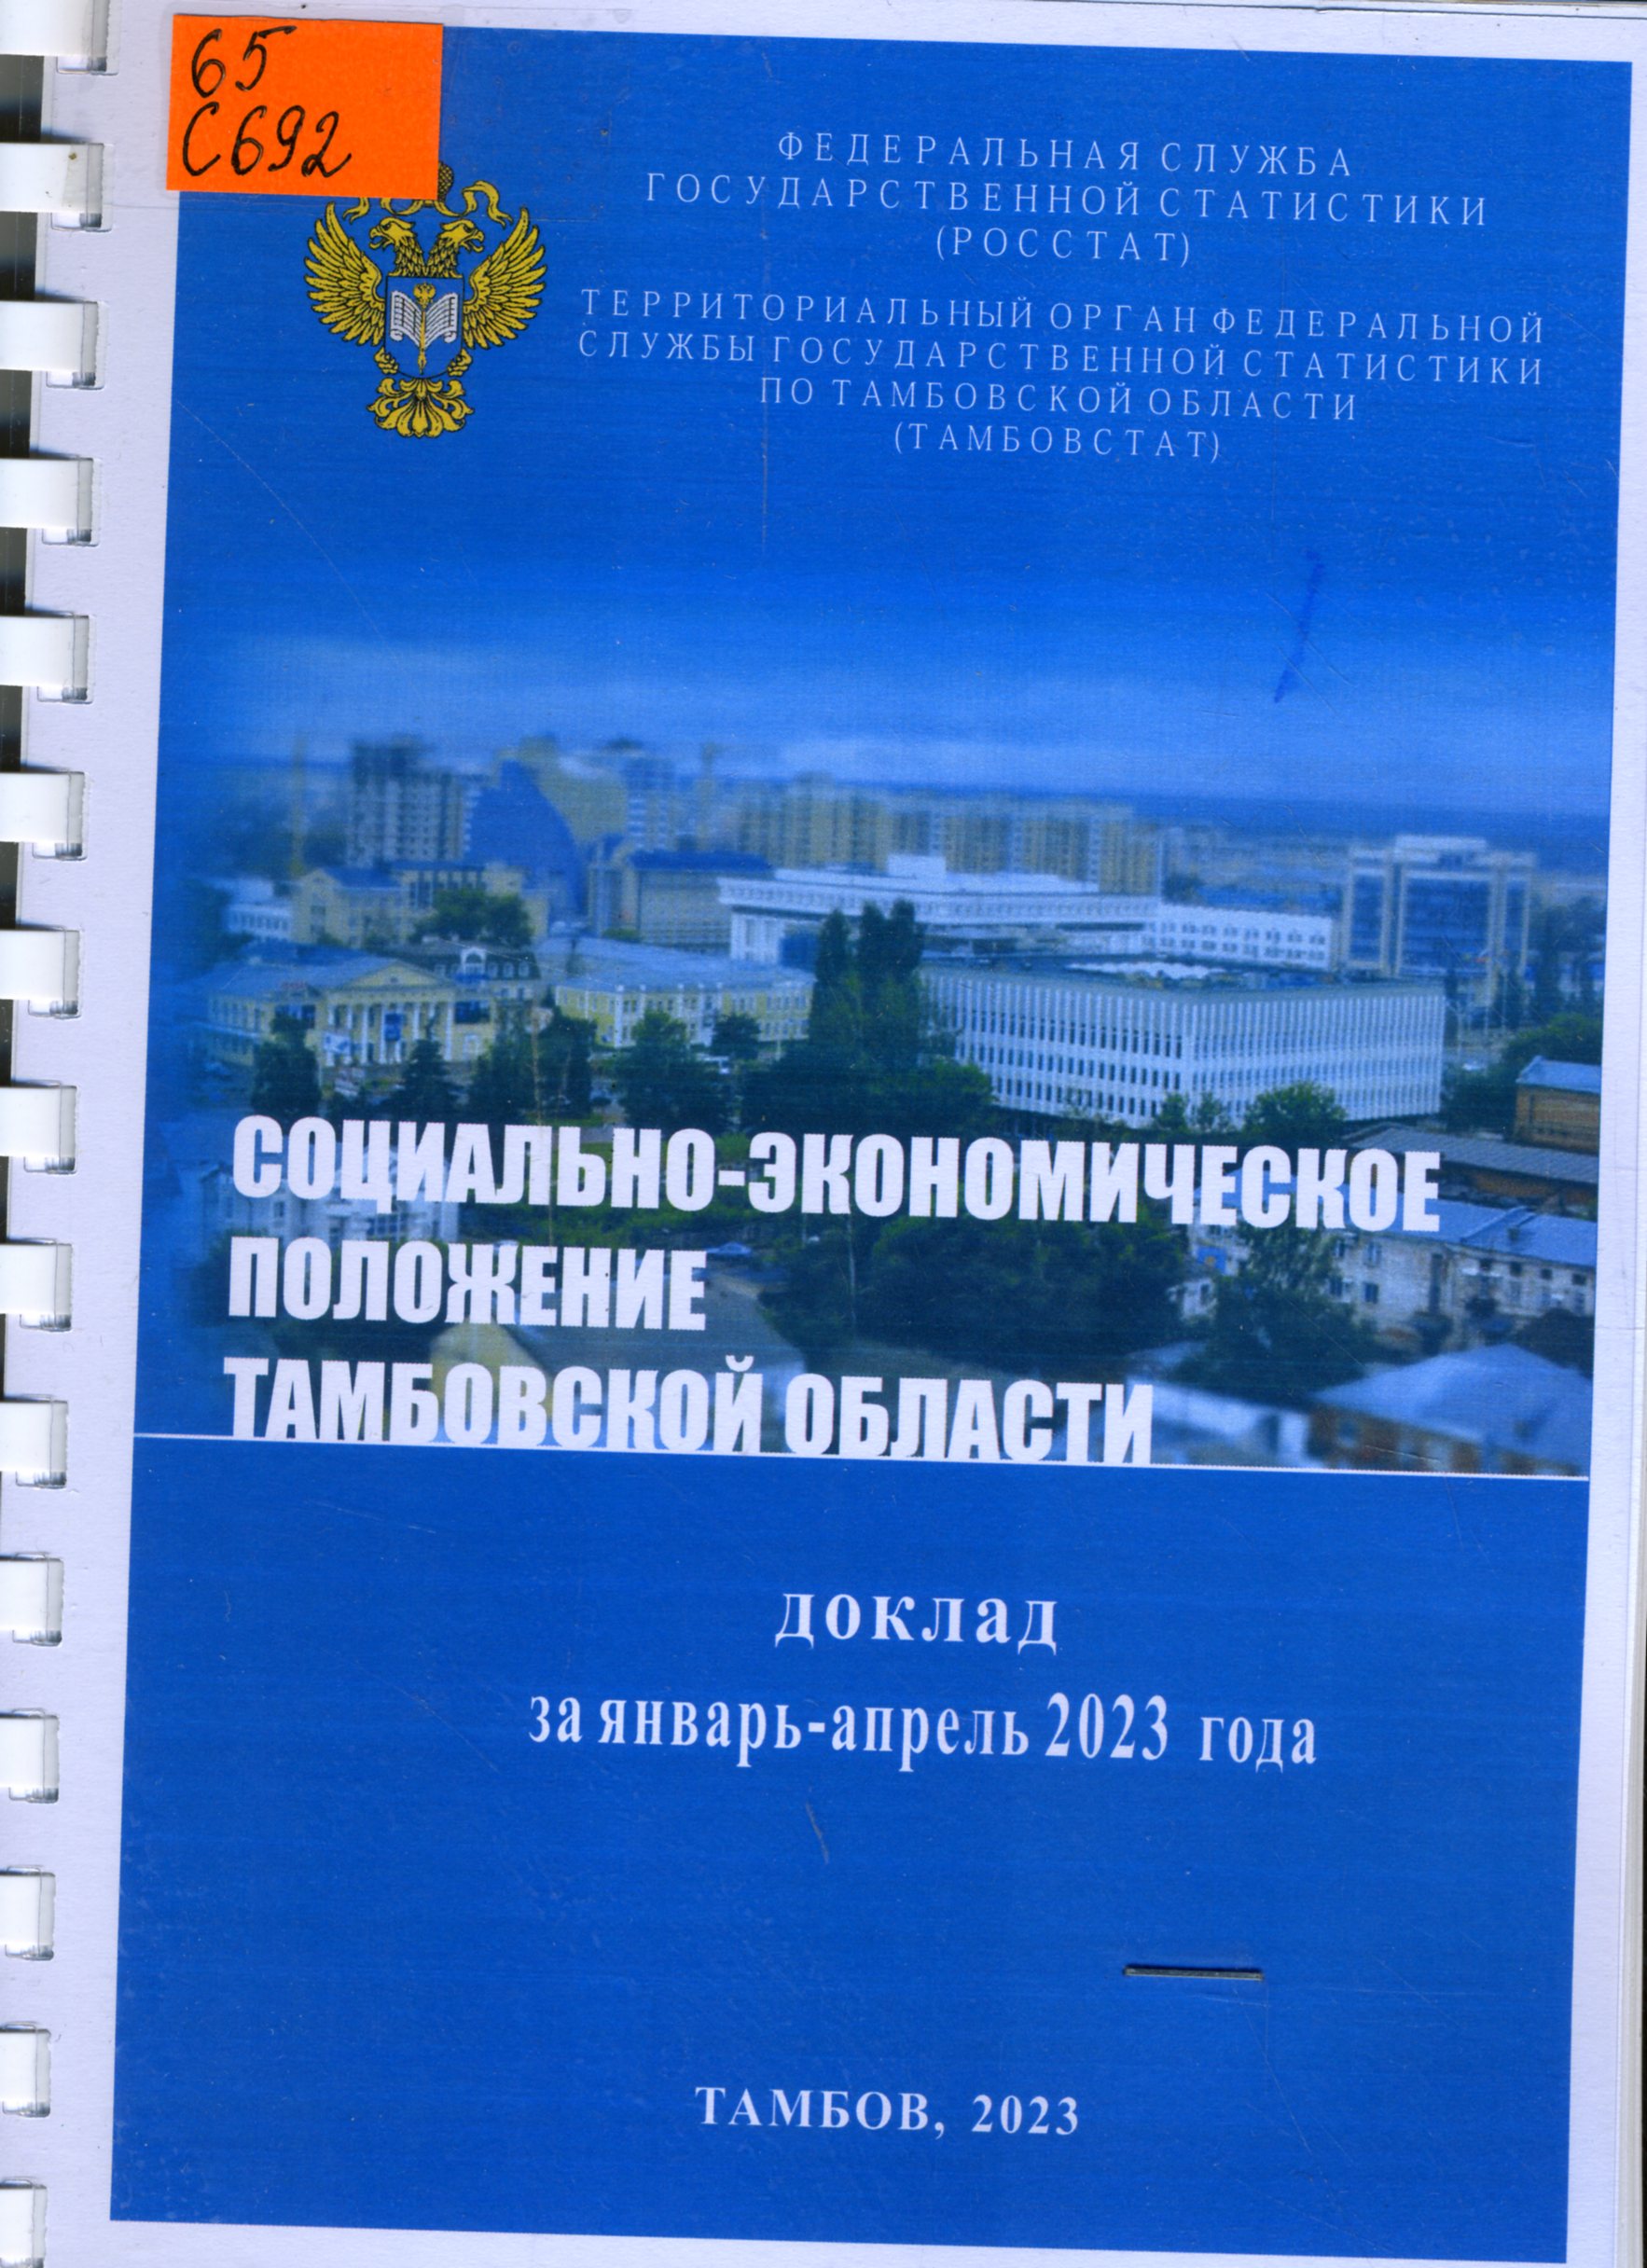 65
С692
ФЕДЕРАЛЬНАЯ СЛУЖБА
ГОСУДАРСТВЕННОЙ СТАТИСТИКИ
(РОССТАТ)
ТЕРРИТОРИАЛЬНЫЙ ОРГАН ФЕДЕРАЛЬНОЙ
СЛУЖБЫ ГОСУДАРСТВЕННОЙ СТАТИСТИКИ
ПО ТАМБОВСКОЙ ОБЛАСТИ
(ТАМБОВСТАТ)
СОЦИАЛЬНО-ЭКОНОМИЧЕСКОЕ
ПОЛОЖЕНИЕ
ТАМБОВСКОЙ ОБЛАСТИ
доклад
за январь-апрель 2023 года
ТАМБОВ, 2023